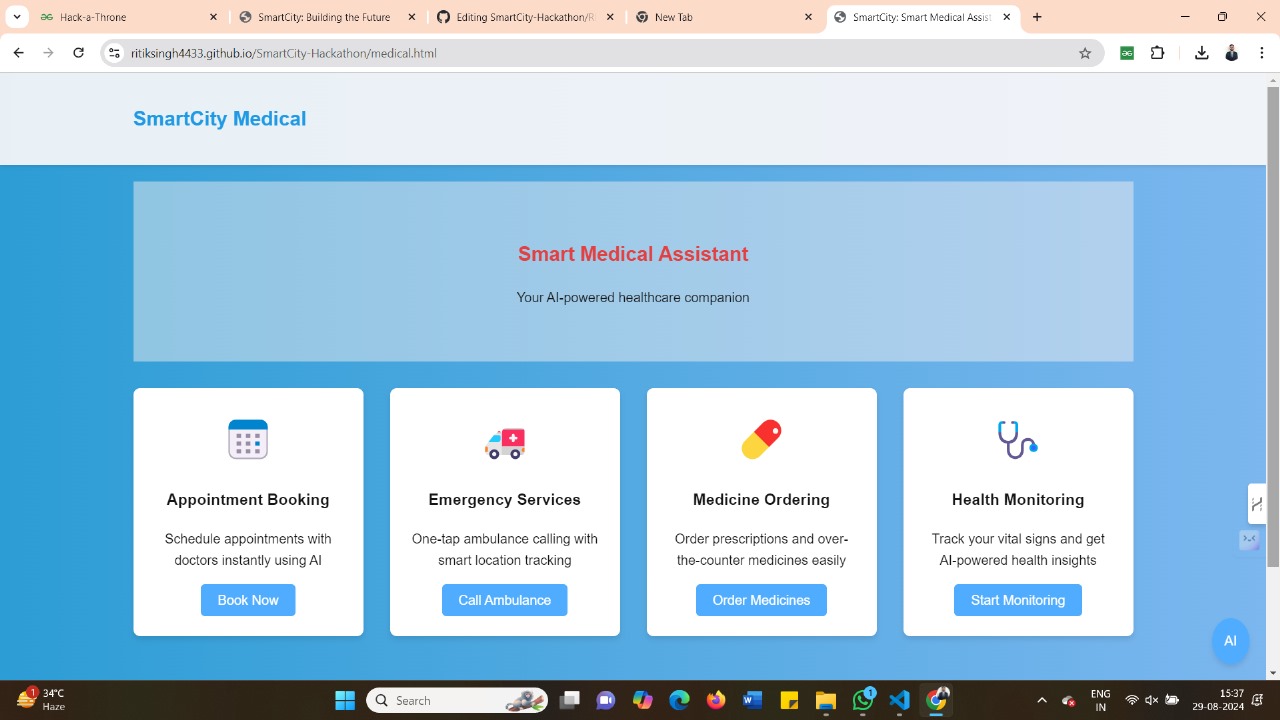 Hack-a-Throne
SmartCity: Building the Future
Editing SmartCity-Hackathon/R
New Tab
SmartCity: Smart Medical Assist
ritiksingh4433.github.io/SmartCity-Hackathon/medical.html
SmartCity Medical
Smart Medical Assistant
Your AI-powered healthcare companion
Appointment Booking
Schedule appointments with
doctors instantly using AI
Book Now
Emergency Services
One-tap ambulance calling with
smart location tracking
Call Ambulance
Medicine Ordering
Order prescriptions and over-
the-counter medicines easily
Order Medicines
Health Monitoring
Track your vital signs and get
AI-powered health insights
Start Monitoring
AI
1
34°C
Haze
Search
1
ENG
IN
15:37
29-08-2024